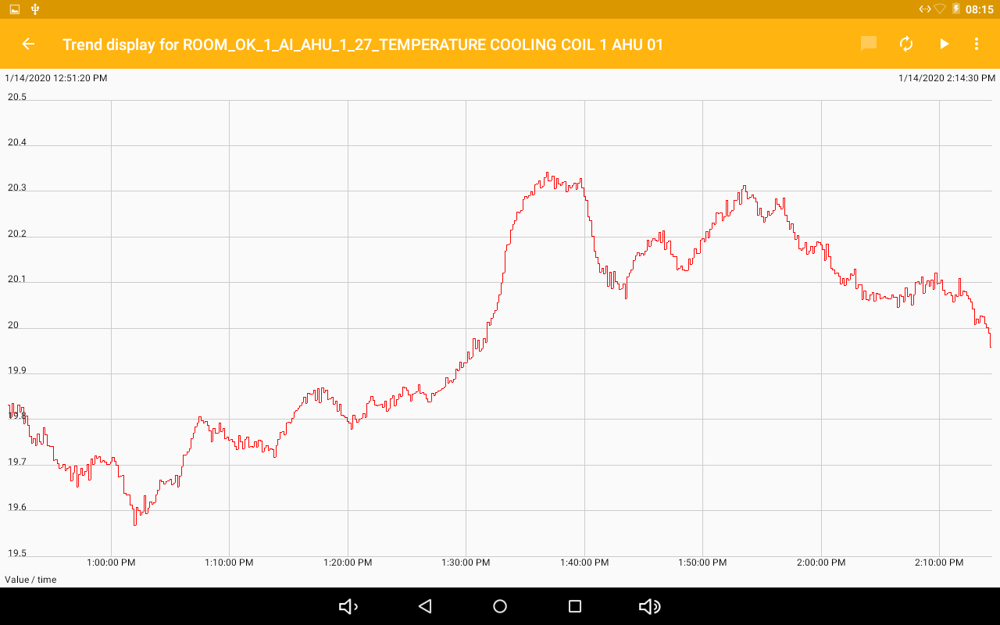 08:15
Trend display for ROOM_OK_1_AI_AHU_1_27_TEMPERATURE COOLING COIL 1 AHU 01
1/14/2020 12:51:20 PM
1/14/2020 2:14:30 PM
20.5
20.4
20.3
20.2
20.1
20
19.9
19.8
19.7
19.6
19.5
1:00:00 PM
1:10:00 PM
1:20:00 PM
1:30:00 PM
1:40:00 PM
1:50:00 PM
2:00:00 PM
2:10:00 PM
Value / time